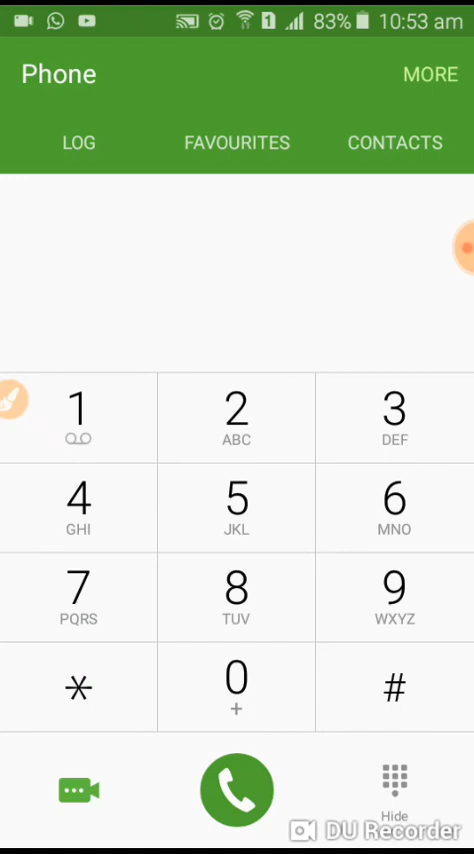 1 83% 10:53 am
Phone MORE
LOG FAVOURITES CONTACTS
1 2 3
ABC DEF
4 5 6
GHI JKL MNO
7 8 9
PQRS TUV WXYZ
* 0 #
+
Hide
DU Recorder